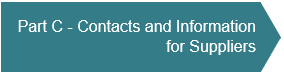 Part C - Contacts and Information
for Suppliers